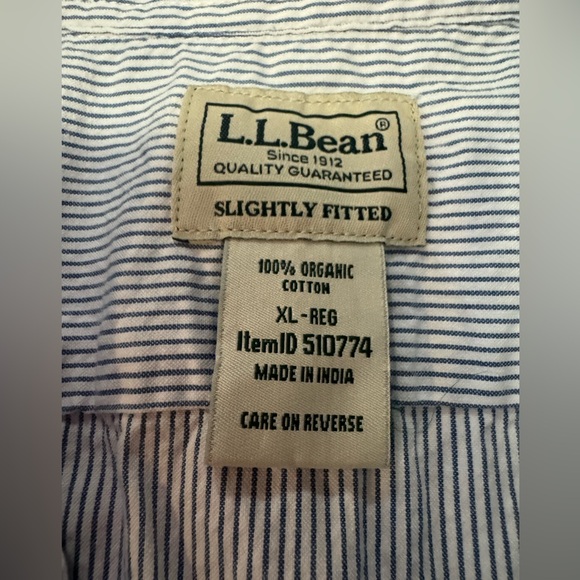 L.L.Bean®
Since 1912
QUALITY GUARANTEED
SLIGHTLY FITTED
100% ORGANIC
COTTON
XL-REG
ItemID 510774
MADE IN INDIA
CARE ON REVERSE